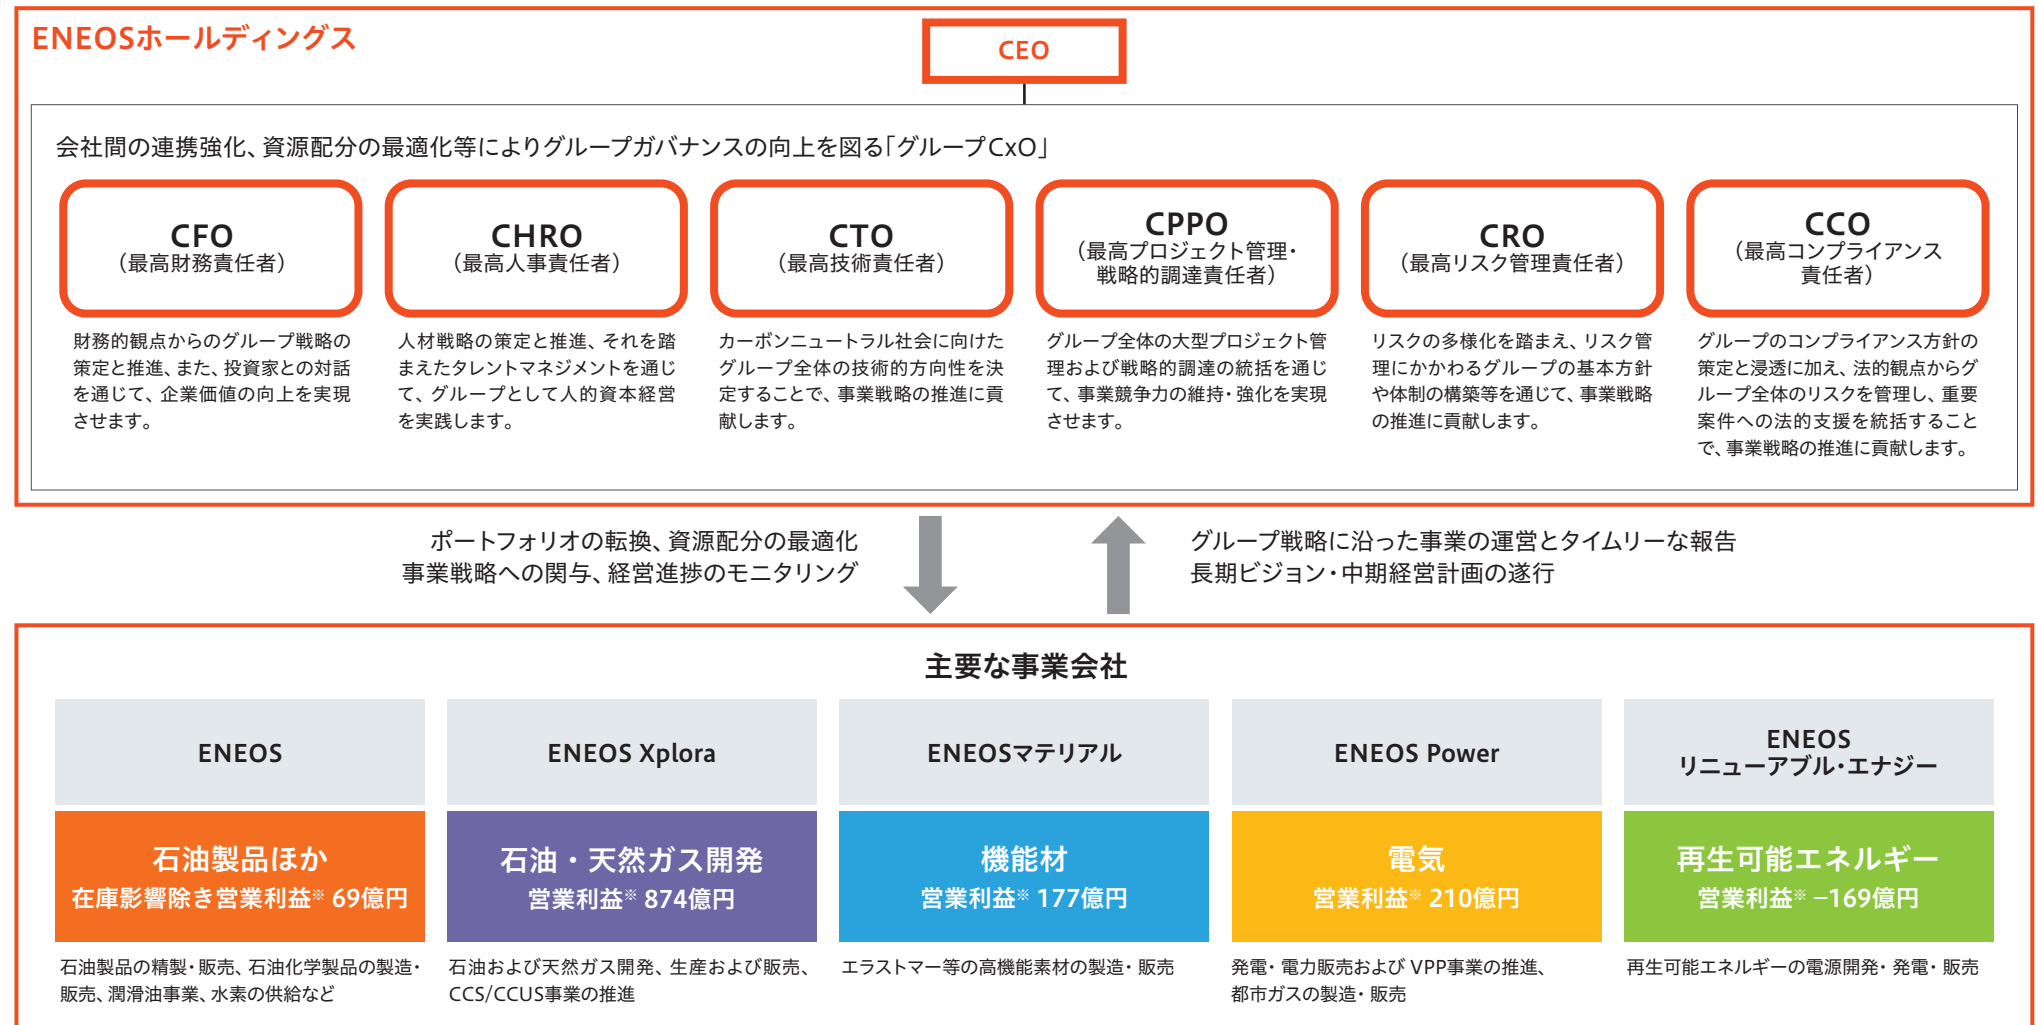 ENEOSホールディングス
CEO
会社間の連携強化、資源配分の最適化等によりグループガバナンスの向上を図る「グループCxO」
CFO
（最高財務責任者）
財務的観点からのグループ戦略の
策定と推進、また、投資家との対話
を通じて、企業価値の向上を実現
させます。
CHRO
（最高人事責任者）
人材戦略の策定と推進、それを踏
まえたタレントマネジメントを通じ
て、グループとして人的資本経営
を実践します。
CTO
（最高技術責任者）
カーボンニュートラル社会に向けた
グループ全体の技術的方向性を決
定することで、事業戦略の推進に貢
献します。
CPPO
（最高プロジェクト管理・
戦略的調達責任者）
グループ全体の大型プロジェクト管
理および戦略的調達の統括を通じ
て、事業競争力の維持・強化を実現
させます。
CRO
（最高リスク管理責任者）
リスクの多様化を踏まえ、リスク管
理にかかわるグループの基本方針
や体制の構築等を通じて、事業戦略
の推進に貢献します。
CCO
（最高コンプライアンス
責任者）
グループのコンプライアンス方針の
策定と浸透に加え、法的観点からグ
ループ全体のリスクを管理し、重要
案件への法的支援を統括すること
で、事業戦略の推進に貢献します。
ポートフォリオの転換、資源配分の最適化
事業戦略への関与、経営進捗のモニタリング
グループ戦略に沿った事業の運営とタイムリーな報告
長期ビジョン・中期経営計画の遂行
主要な事業会社
ENEOS
石油製品ほか
在庫影響除き営業利益※ 69億円
石油製品の精製・販売、石油化学製品の製造・
販売、潤滑油事業、水素の供給など
ENEOS Xplora
石油・天然ガス開発
営業利益※ 874億円
石油および天然ガス開発、生産および販売、
CCS/CCUS事業の推進
ENEOSマテリアル
機能材
営業利益※ 177億円
エラストマー等の高機能素材の製造・販売
ENEOS Power
電気
営業利益※ 210億円
発電・電力販売および VPP事業の推進、
都市ガスの製造・販売
ENEOS
リニューアブル・エナジー
再生可能エネルギー
営業利益※ −169億円
再生可能エネルギーの電源開発・発電・販売